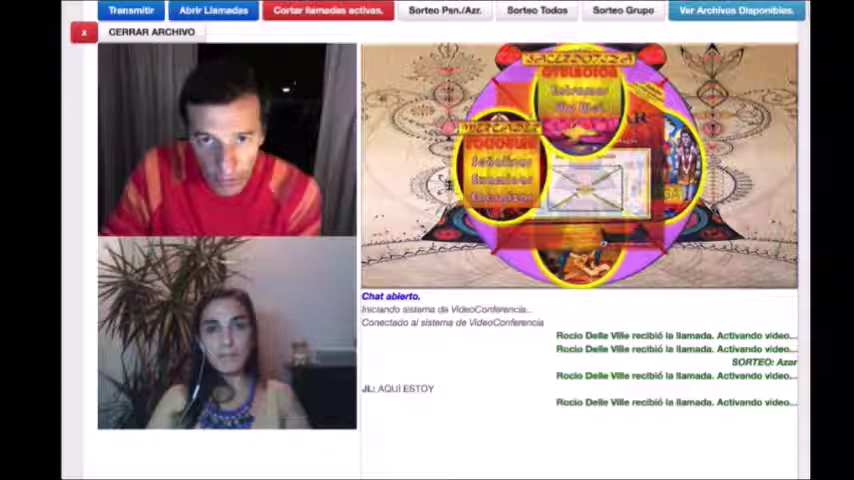 Transmitir
Abrir Llamadas
Cortar llamadas activas.
Sorteo Psn./Azr.
Sorteo Todos
Sorteo Grupo
Ver Archivos Disponibles.
x
CERRAR ARCHIVO
Chat abierto.
Iniciando sistema de VideoConferencia...
Conectado al sistema de VideoConferencia
Rocio Delle Ville recibió la llamada. Activando video...
Rocio Delle Ville recibió la llamada. Activando video...
SORTEO: Azar
Rocio Delle Ville recibió la llamada. Activando video...
JL: AQUÍ ESTOY
Rocio Delle Ville recibió la llamada. Activando video...